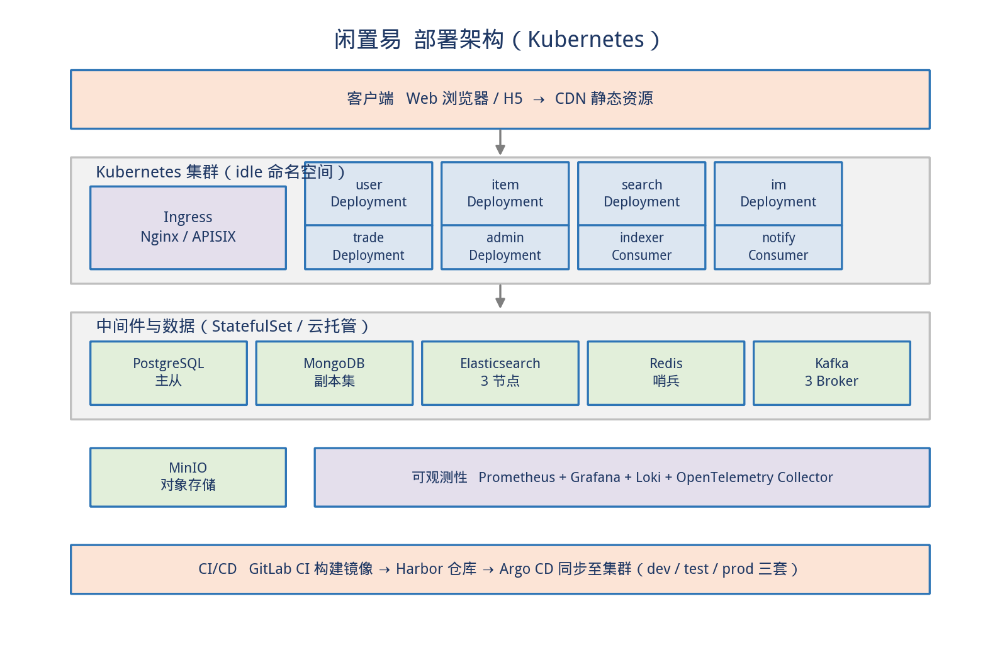 闲置易 部署架构（Kubernetes）
客户端 Web 浏览器 / H5 → CDN 静态资源
Kubernetes 集群（idle 命名空间）
Ingress
Nginx / APISIX
user
Deployment
item
Deployment
search
Deployment
im
Deployment
trade
Deployment
admin
Deployment
indexer
Consumer
notify
Consumer
中间件与数据（StatefulSet / 云托管）
PostgreSQL
主从
MongoDB
副本集
Elasticsearch
3 节点
Redis
哨兵
Kafka
3 Broker
MinIO
对象存储
可观测性 Prometheus + Grafana + Loki + OpenTelemetry Collector
CI/CD GitLab CI 构建镜像 → Harbor 仓库 → Argo CD 同步至集群（dev / test / prod 三套）